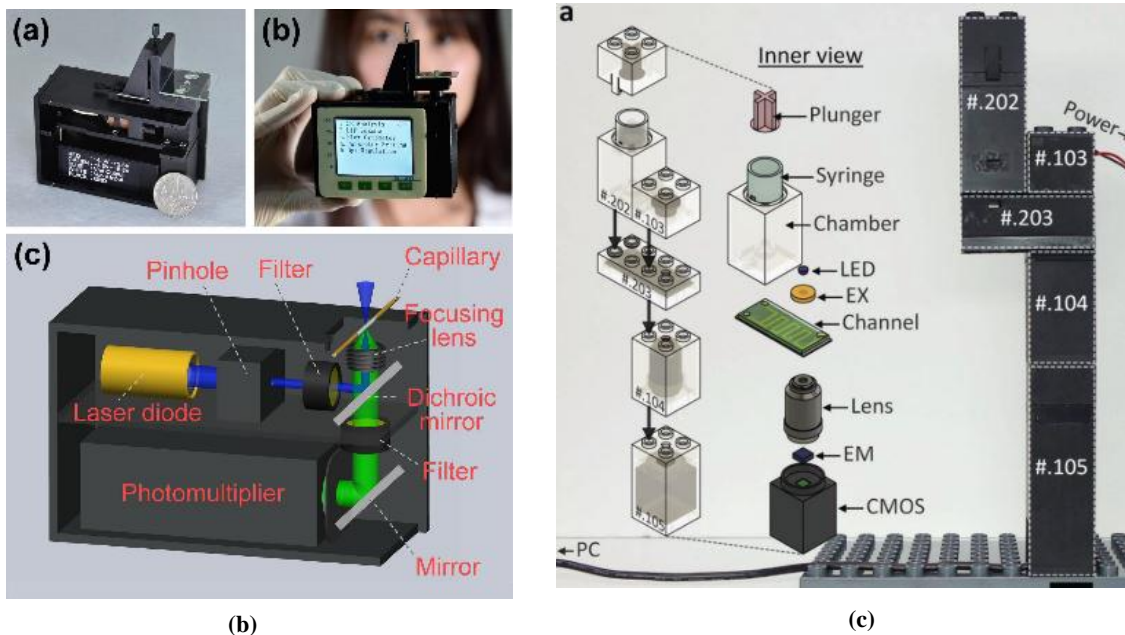 (a)
(b)
(c)
Pinhole
Filter
Capillary
Focusing
lens
Laser diode
Dichroic
mirror
Filter
Photomultiplier
Mirror
(b)
a
Inner view
Plunger
Syringe
Chamber
LED
EX
Channel
Lens
EM
CMOS
PC
#.202
#.103
#.203
#.104
#.105
#.202
Power
#.103
#.203
#.104
#.105
(c)